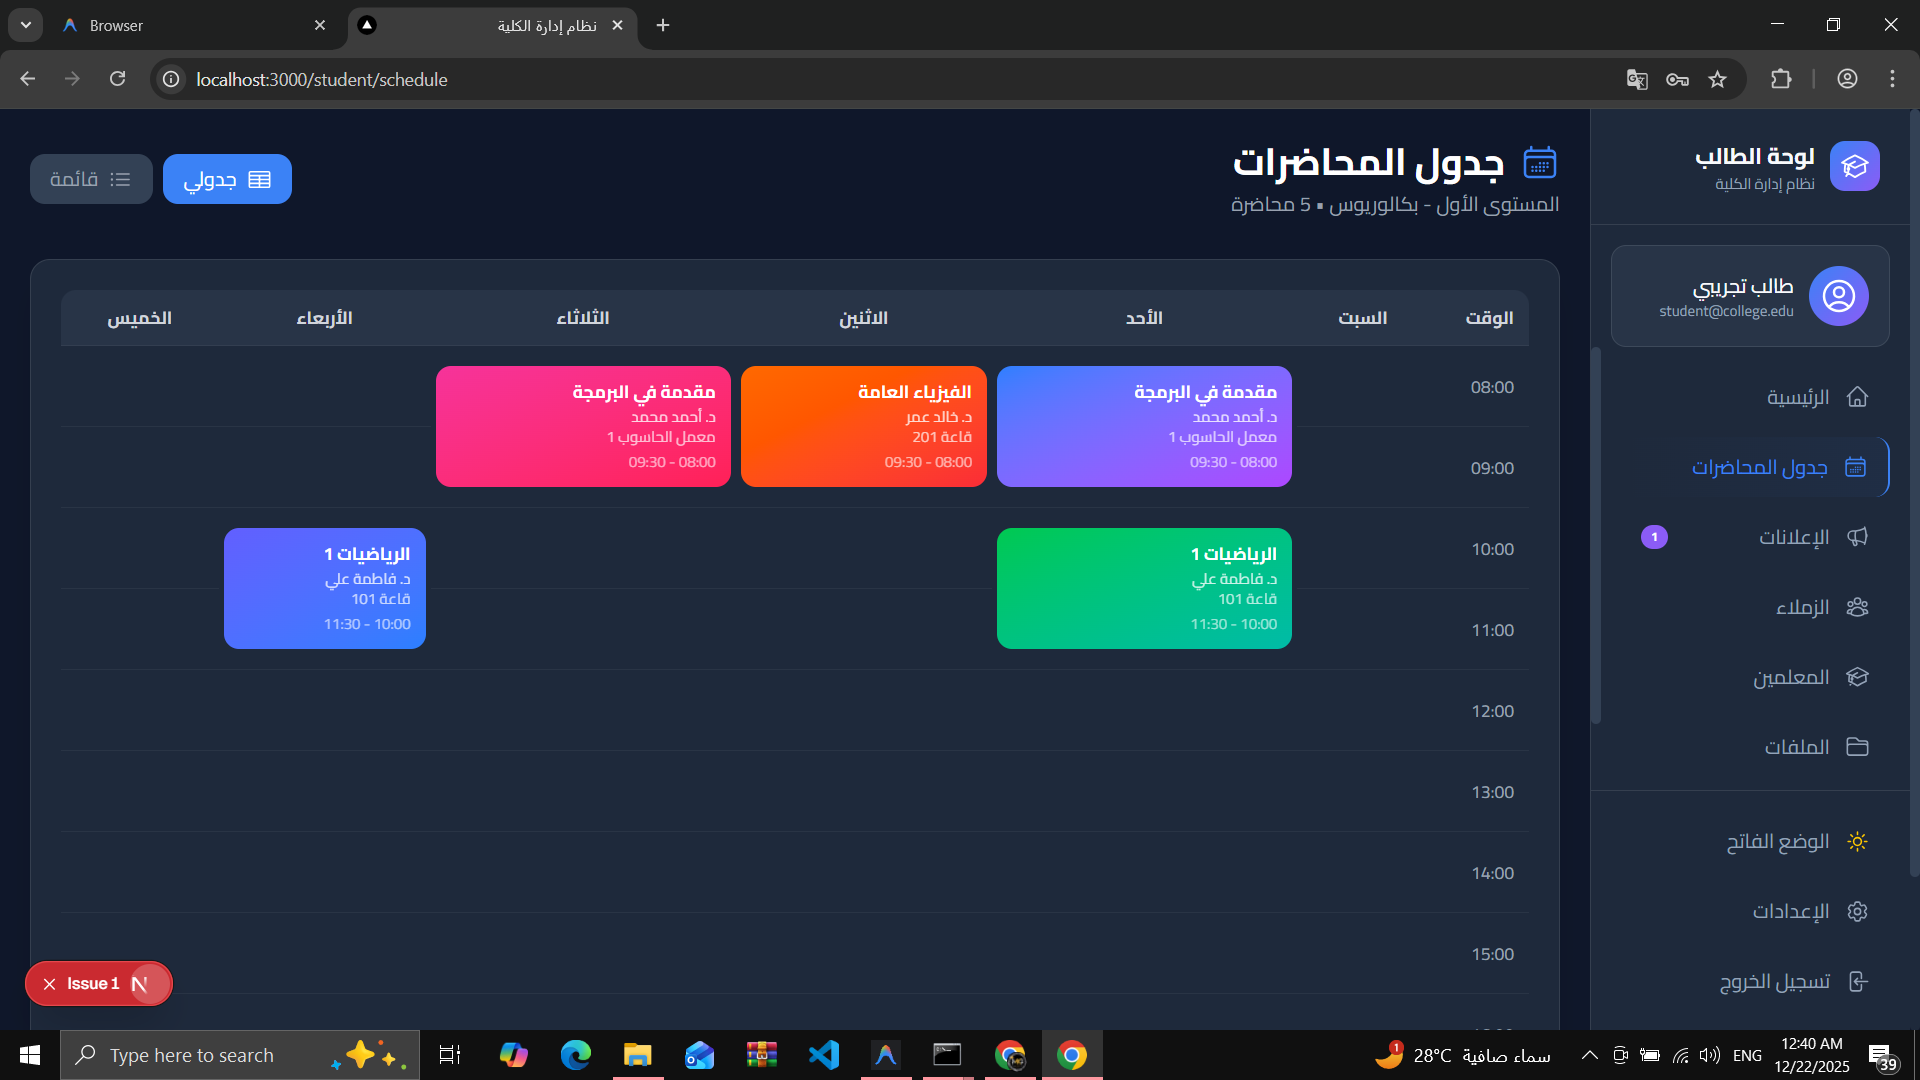 Browser
نظام إدارة الكلية
localhost:3000/student/schedule
لوحة الطالب
نظام إدارة الكلية
طالب تجريبي
student@college.edu
الرئيسية
جدول المحاضرات
الإعلانات
1
الزملاء
المعلمين
الملفات
الوضع الفاتح
الإعدادات
تسجيل الخروج
جدول المحاضرات
المستوى الأول - بكالوريوس • 5 محاضرة
جدولي
قائمة
الوقت السبت الأحد الاثنين الثلاثاء الأربعاء الخميس
08:00
مقدمة في البرمجة
د. أحمد محمد
معمل الحاسوب 1
08:00 - 09:30
الفيزياء العامة
د. خالد عمر
قاعة 201
08:00 - 09:30
مقدمة في البرمجة
د. أحمد محمد
معمل الحاسوب 1
08:00 - 09:30
09:00
10:00
الرياضيات 1
د. فاطمة علي
قاعة 101
10:00 - 11:30
الرياضيات 1
د. فاطمة علي
قاعة 101
10:00 - 11:30
11:00
12:00
13:00
14:00
15:00
Issue 1
N
Type here to search
1
28°C سماء صافية
ENG
12:40 AM
12/22/2025
39